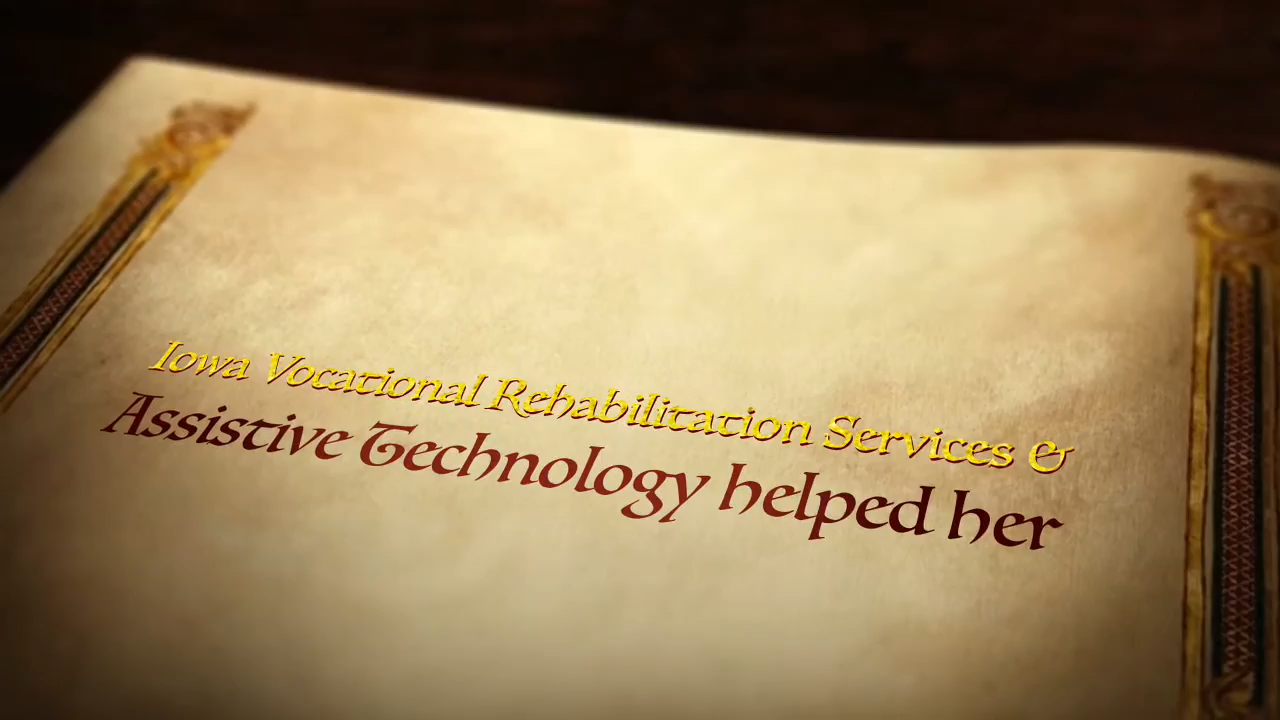 Iowa Vocational Rehabilitation Services &
Assistive Technology helped her